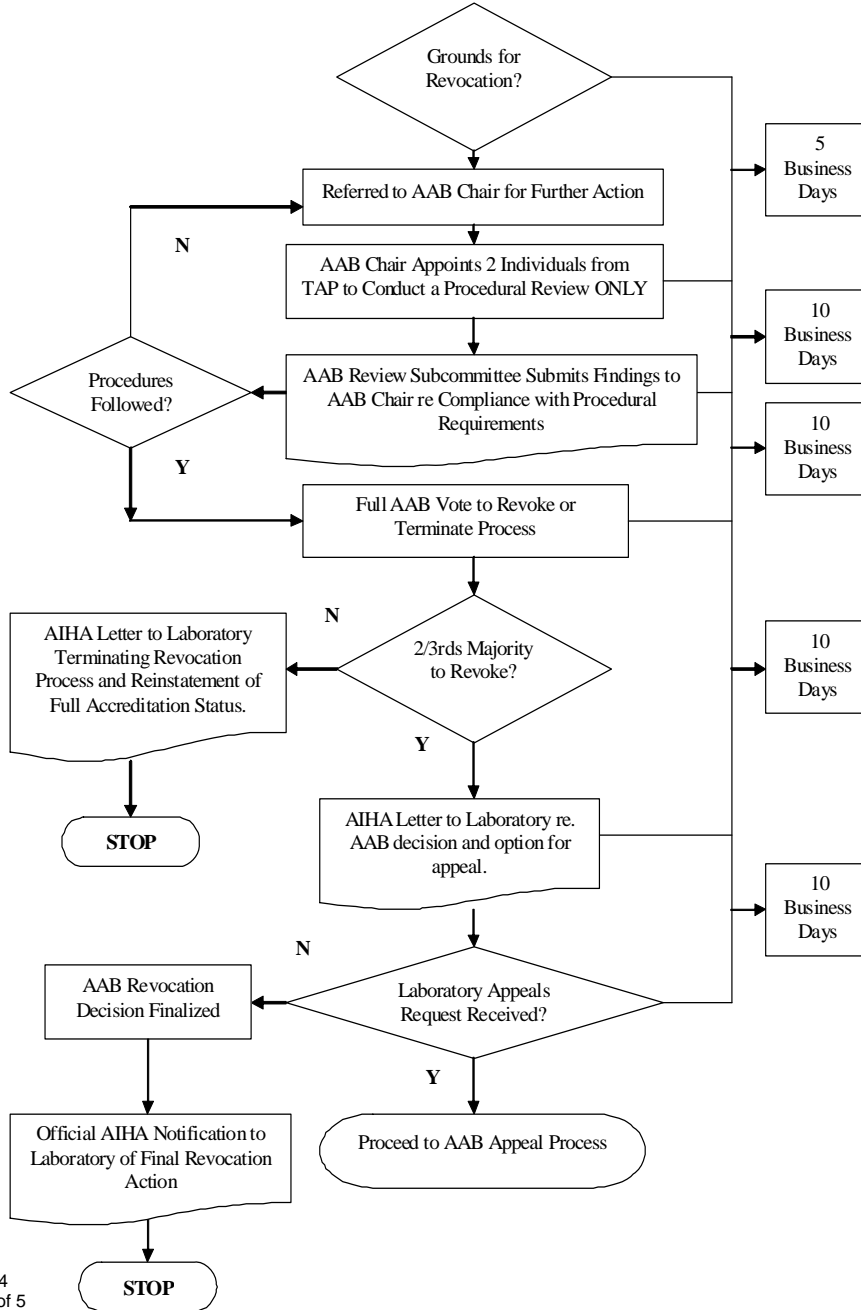 Grounds for
Revocation?
5
Business
Days
Referred to AAB Chair for Further Action
N
AAB Chair Appoints 2 Individuals from
TAP to Conduct a Procedural Review ONLY
10
Business
Days
Procedures
Followed?
AAB Review Subcommittee Submits Findings to
AAB Chair re Compliance with Procedural
Requirements
10
Business
Days
Y
Full AAB Vote to Revoke or
Terminate Process
N
AIHA Letter to Laboratory
Terminating Revocation
Process and Reinstatement of
Full Accreditation Status.
2/3rds Majority
to Revoke?
10
Business
Days
Y
STOP
AIHA Letter to Laboratory re.
AAB decision and option for
appeal.
10
Business
Days
N
AAB Revocation
Decision Finalized
Laboratory Appeals
Request Received?
Y
Official AIHA Notification to
Laboratory of Final Revocation
Action
Proceed to AAB Appeal Process
STOP
4
of 5